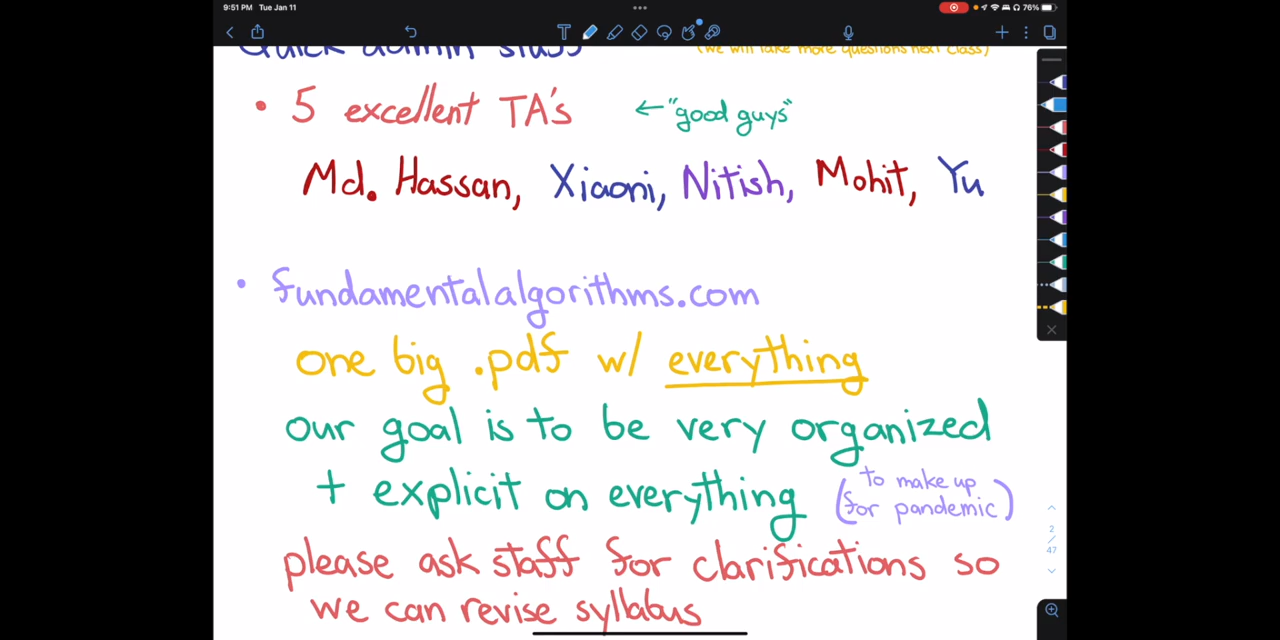 9:51 PM Tue Jan 11
76%
Quick admin stuff
(we will take more questions next class)
• 5 excellent TA's ← "good guys"
Md. Hassan, Xiaoni, Nitish, Mohit, Yu
• fundamentalalgorithms.com
one big .pdf w/ everything
our goal is to be very organized
+ explicit on everything (to make up
for pandemic)
please ask staff for clarifications so
we can revise syllabus
2
/
47